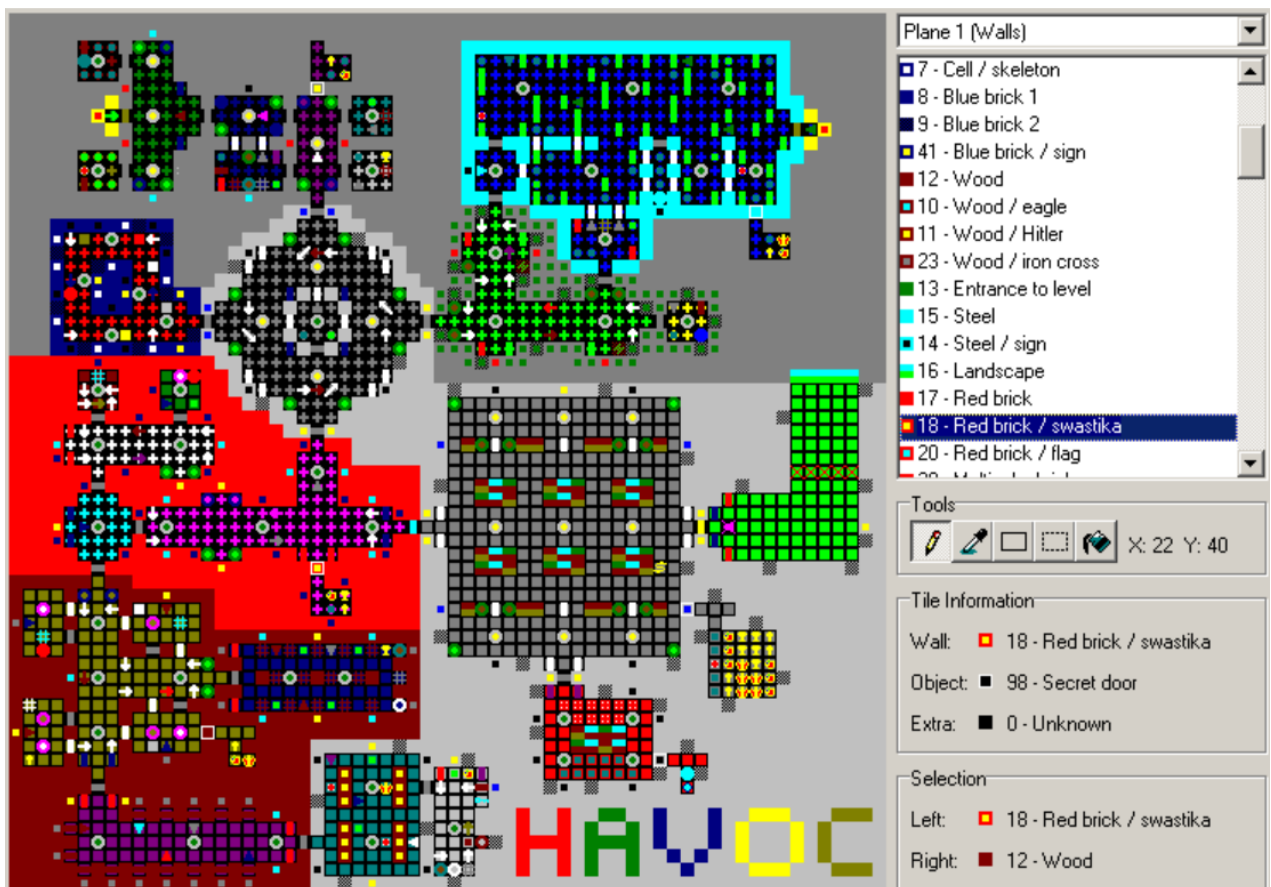 Plane 1 (Walls)
7 - Cell / skeleton
8 - Blue brick 1
9 - Blue brick 2
41 - Blue brick / sign
12 - Wood
10 - Wood / eagle
11 - Wood / Hitler
23 - Wood / iron cross
13 - Entrance to level
15 - Steel
14 - Steel / sign
16 - Landscape
17 - Red brick
18 - Red brick / swastika
20 - Red brick / flag
Tools
X: 22 Y: 40
Tile Information
Wall: 18 - Red brick / swastika
Object: 98 - Secret door
Extra: 0 - Unknown
Selection
Left: 18 - Red brick / swastika
Right: 12 - Wood
HAVOC